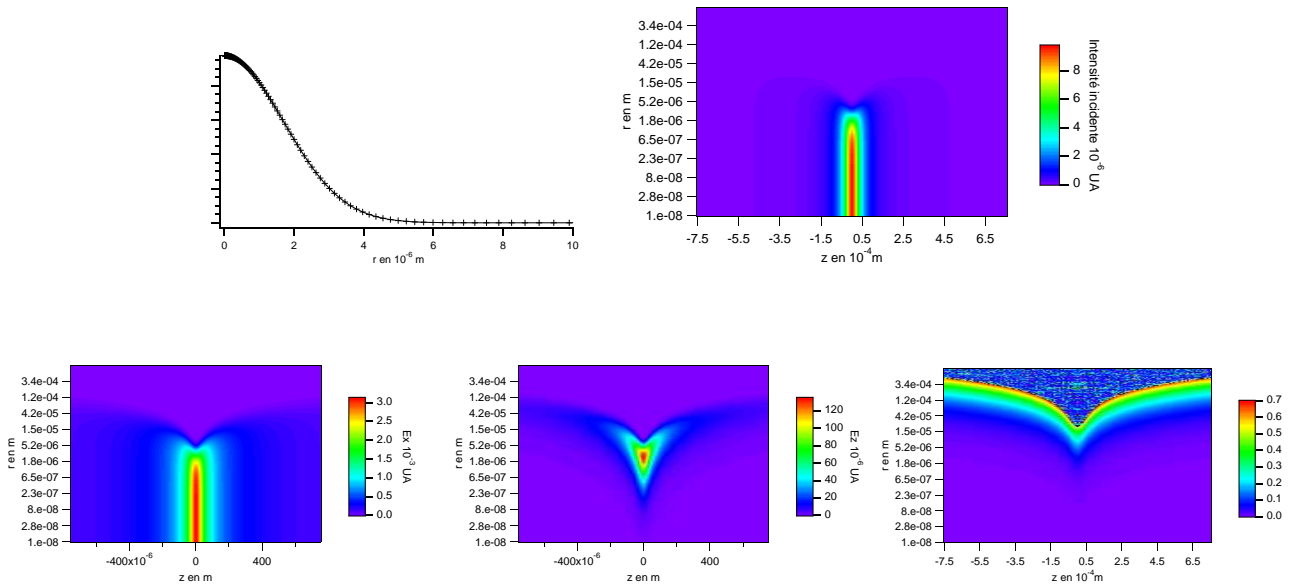 0
2
4
6
8
10
r en 10⁻⁶ m
3.4e-04
1.2e-04
4.2e-05
1.5e-05
5.2e-06
1.8e-06
6.5e-07
2.3e-07
8.e-08
2.8e-08
1.e-08
r en m
-7.5
-5.5
-3.5
-1.5
0.5
2.5
4.5
6.5
z en 10⁻⁴m
8
6
4
2
0
Intensité incidente 10⁻⁶ UA
3.4e-04
1.2e-04
4.2e-05
1.5e-05
5.2e-06
1.8e-06
6.5e-07
2.3e-07
8.e-08
2.8e-08
1.e-08
r en m
-400x10⁻⁶
0
400
z en m
3.0
2.5
2.0
1.5
1.0
0.5
0.0
Ex 10⁻³ UA
3.4e-04
1.2e-04
4.2e-05
1.5e-05
5.2e-06
1.8e-06
6.5e-07
2.3e-07
8.e-08
2.8e-08
1.e-08
r en m
-400x10⁻⁶
0
400
z en m
120
100
80
60
40
20
0
Ez 10⁻⁶ UA
3.4e-04
1.2e-04
4.2e-05
1.5e-05
5.2e-06
1.8e-06
6.5e-07
2.3e-07
8.e-08
2.8e-08
1.e-08
r en m
-7.5
-5.5
-3.5
-1.5
0.5
2.5
4.5
6.5
z en 10⁻⁴m
0.7
0.6
0.5
0.4
0.3
0.2
0.1
0.0